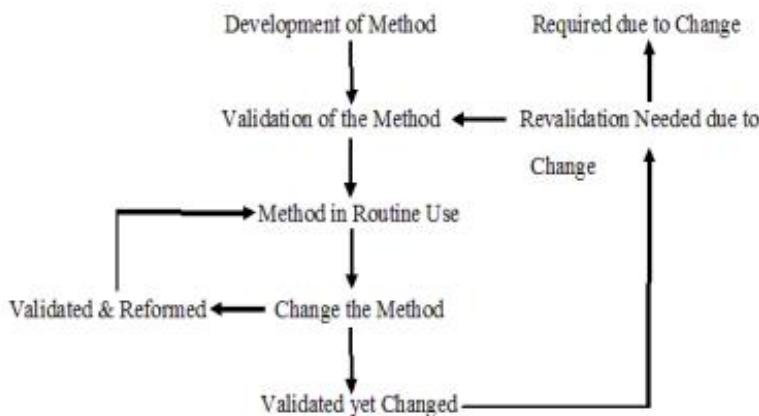 Development of Method
Required due to Change
Validation of the Method
Revalidation Needed due to
Change
Method in Routine Use
Validated & Reformed
Change the Method
Validated yet Changed